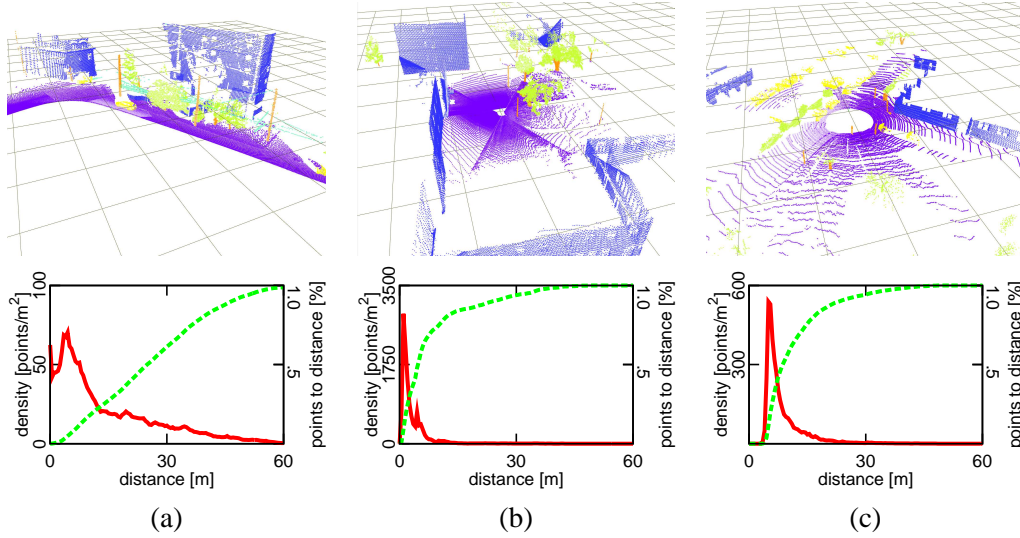 density [points/m²]
100
50
0
0
30
60
distance [m]
1.0
.5
points to distance [%]
(a)
density [points/m²]
3500
1750
0
0
30
60
distance [m]
1.0
.5
points to distance [%]
(b)
density [points/m²]
600
300
0
0
30
60
distance [m]
1.0
.5
points to distance [%]
(c)